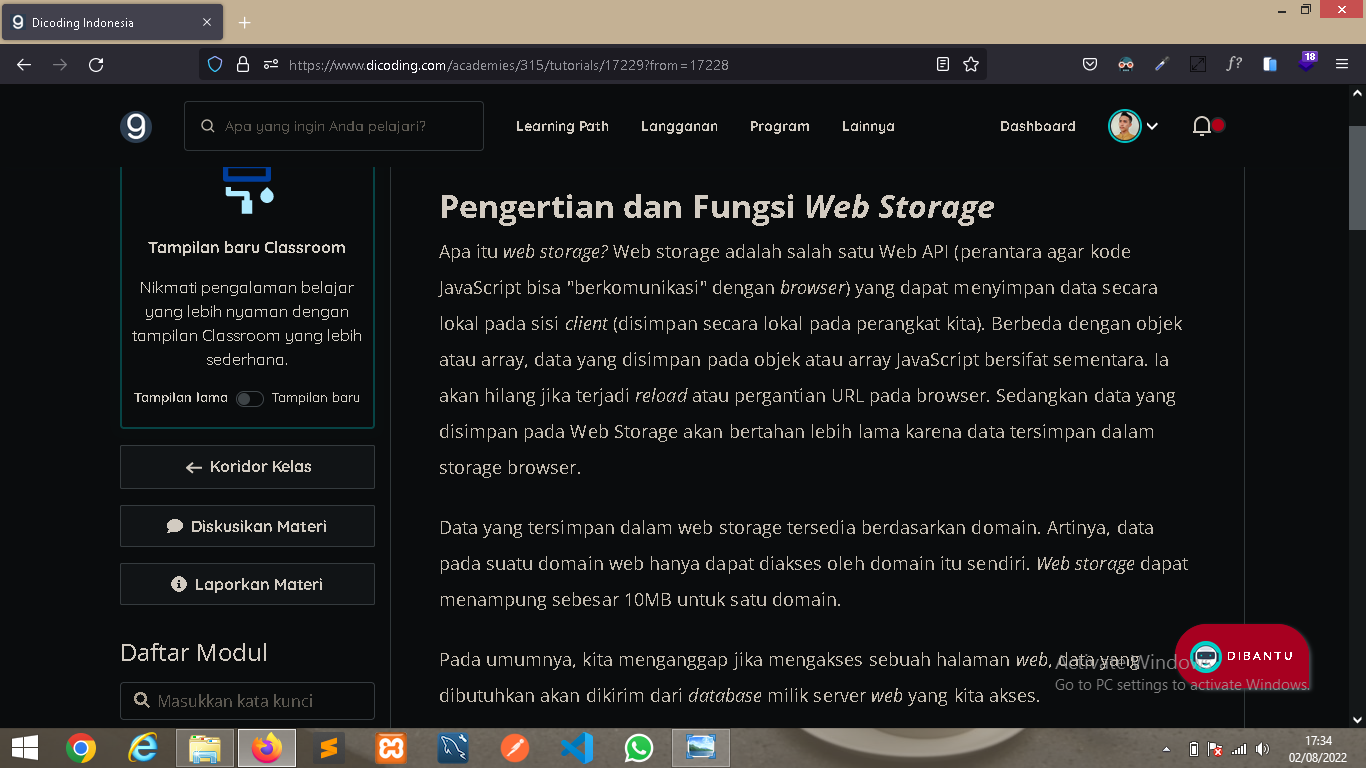 Dicoding Indonesia
https://www.dicoding.com/academies/315/tutorials/17229?from=17228
18
Apa yang ingin Anda pelajari?
Learning Path
Langganan
Program
Lainnya
Dashboard
Tampilan baru Classroom
Nikmati pengalaman belajar
yang lebih nyaman dengan
tampilan Classroom yang lebih
sederhana.
Tampilan lama
Tampilan baru
Koridor Kelas
Diskusikan Materi
Laporkan Materi
Daftar Modul
Masukkan kata kunci
Pengertian dan Fungsi Web Storage
Apa itu web storage? Web storage adalah salah satu Web API (perantara agar kode
JavaScript bisa "berkomunikasi" dengan browser) yang dapat menyimpan data secara
lokal pada sisi client (disimpan secara lokal pada perangkat kita). Berbeda dengan objek
atau array, data yang disimpan pada objek atau array JavaScript bersifat sementara. Ia
akan hilang jika terjadi reload atau pergantian URL pada browser. Sedangkan data yang
disimpan pada Web Storage akan bertahan lebih lama karena data tersimpan dalam
storage browser.
Data yang tersimpan dalam web storage tersedia berdasarkan domain. Artinya, data
pada suatu domain web hanya dapat diakses oleh domain itu sendiri. Web storage dapat
menampung sebesar 10MB untuk satu domain.
Pada umumnya, kita menganggap jika mengakses sebuah halaman web, data yang
dibutuhkan akan dikirim dari database milik server web yang kita akses.
DIBANTU
Activate Windows
Go to PC settings to activate Windows.
17:34
02/08/2022